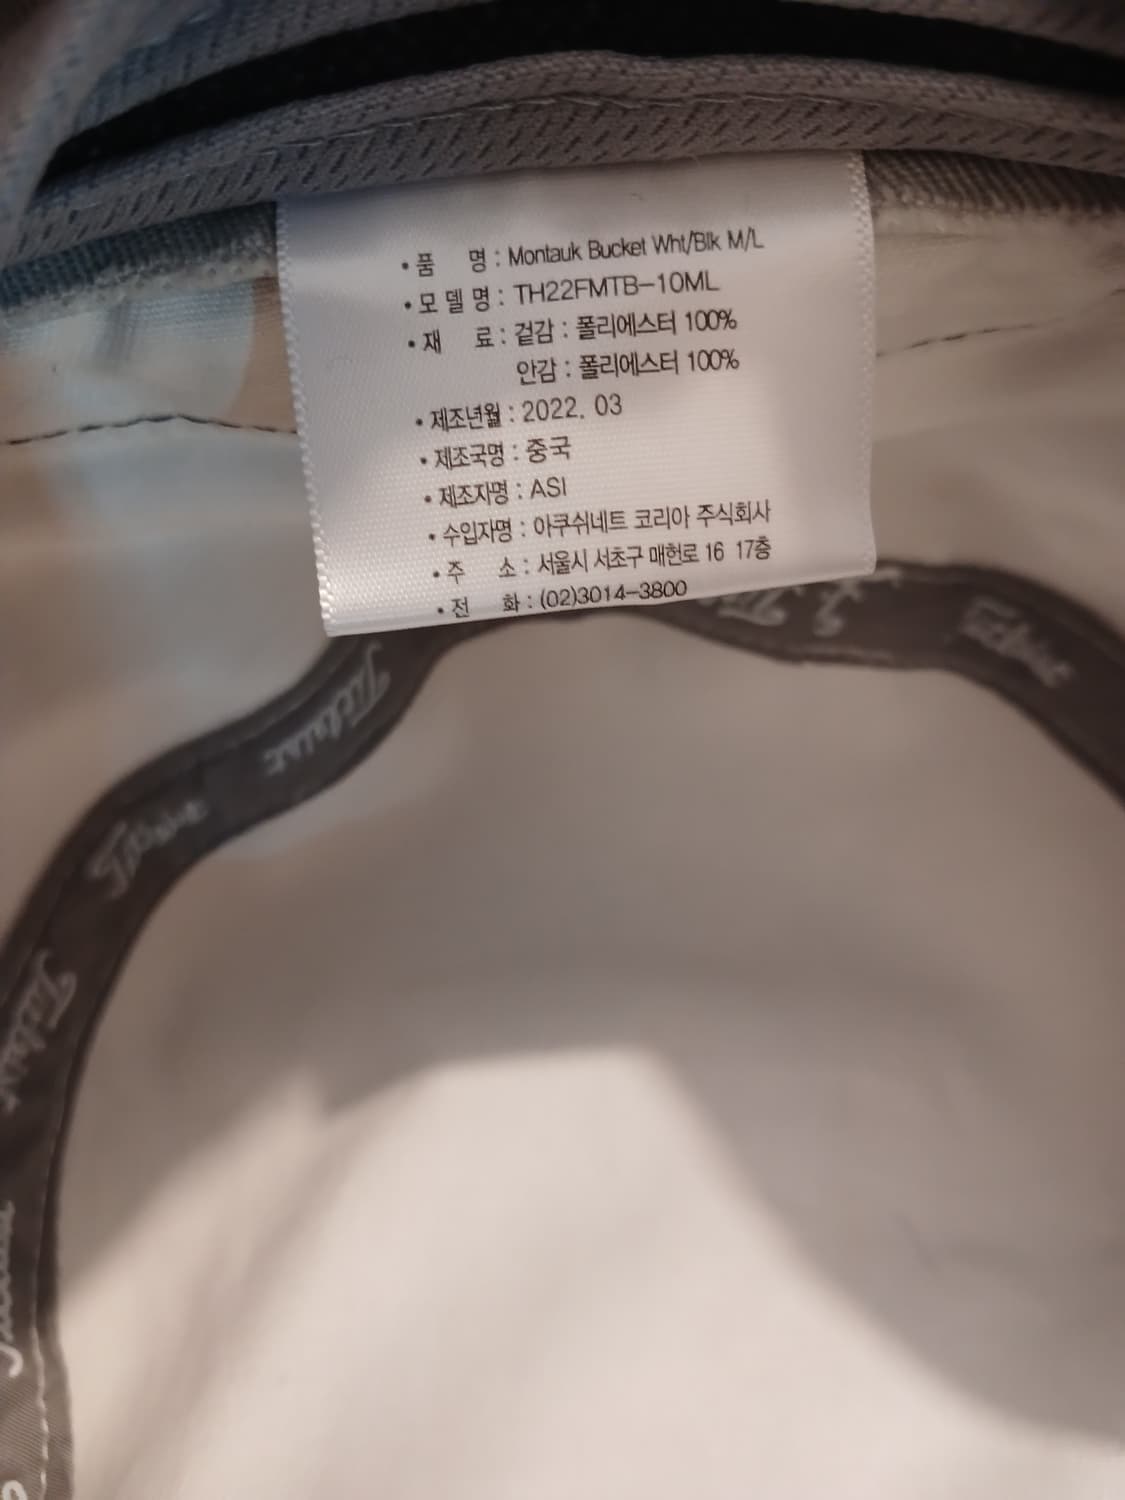 • 품 명 : Montauk Bucket Wht/Blk M/L
• 모 델 명 : TH22FMTB-10ML
• 재 료 : 겉감 : 폴리에스터 100%
안감 : 폴리에스터 100%
• 제조년월 : 2022. 03
• 제조국명 : 중국
• 제조자명 : ASI
• 수입자명 : 아쿠쉬네트 코리아 주식회사
• 주 소 : 서울시 서초구 매헌로 16 17층
• 전 화 : (02)3014-3800
Titleist
Titleist
Titleist